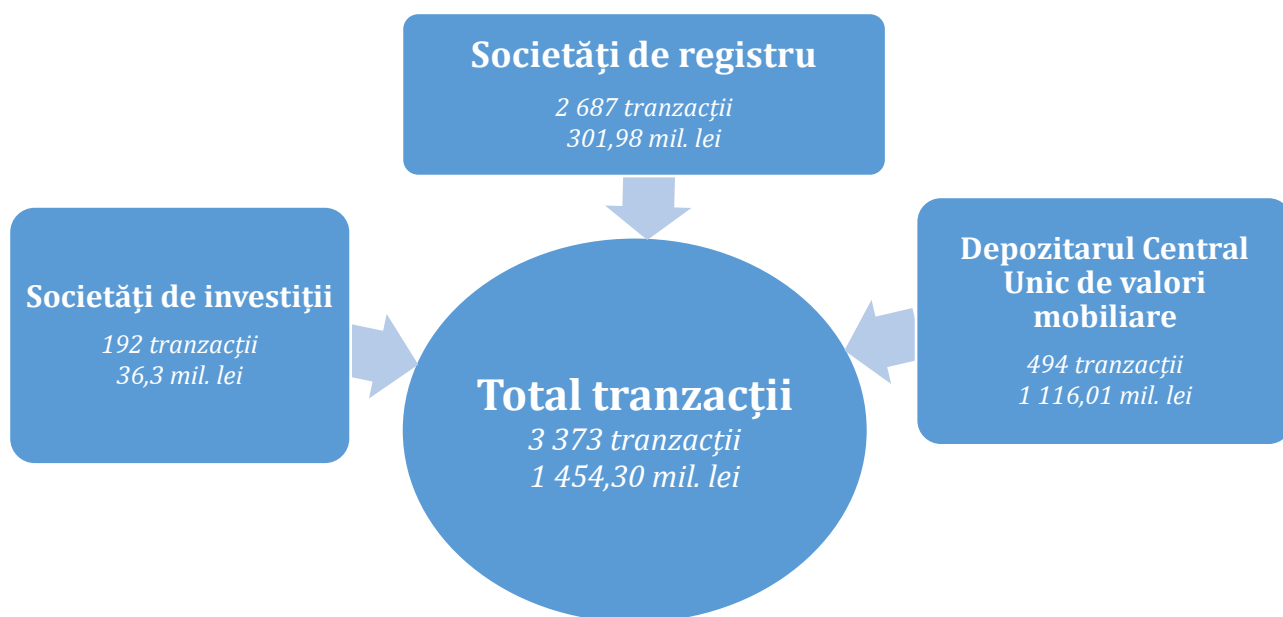 Societăți de registru
2 687 tranzacții
301,98 mil. lei
Societăți de investiții
192 tranzacții
36,3 mil. lei
Depozitarul Central
Unic de valori
mobiliare
494 tranzacții
1 116,01 mil. lei
Total tranzacții
3 373 tranzacții
1 454,30 mil. lei